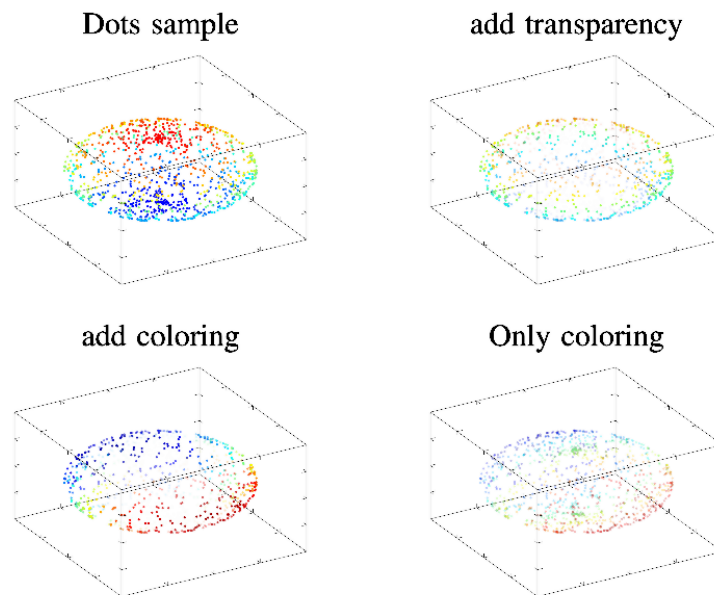 Dots sample
add transparency
add coloring
Only coloring